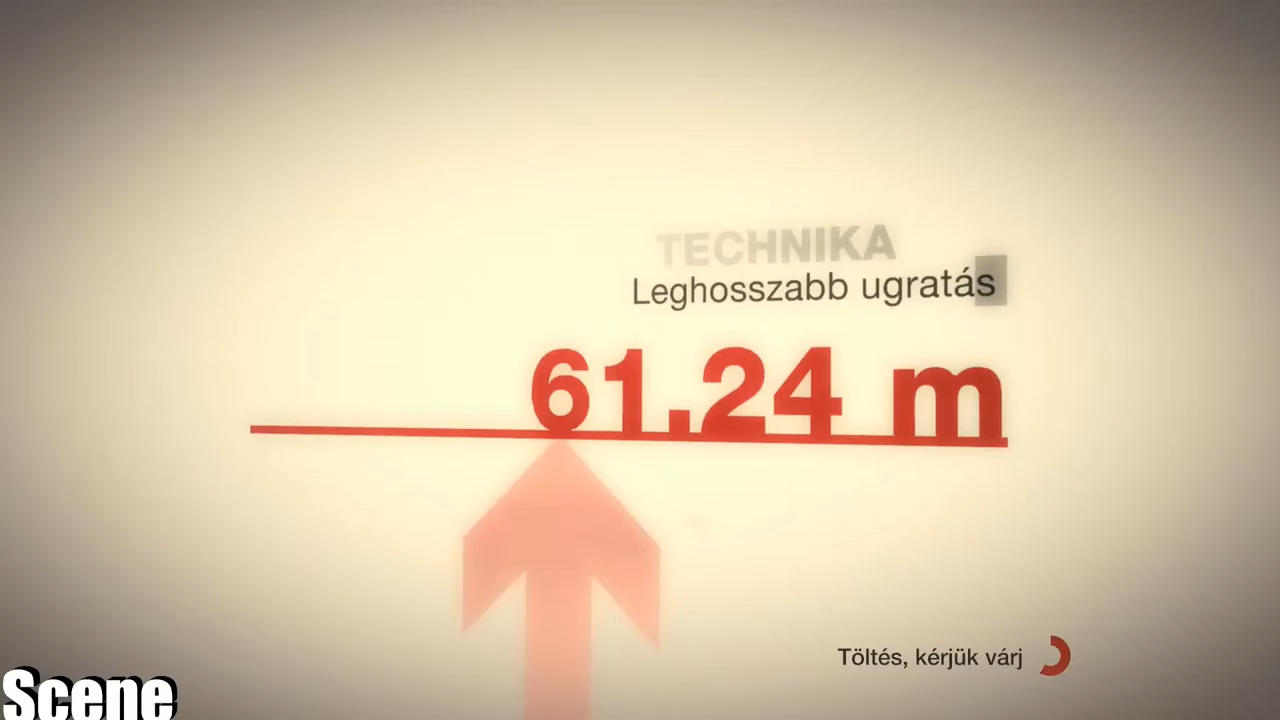 TECHNIKA
Leghosszabb ugratás
61.24 m
Töltés, kérjük várj
Scene